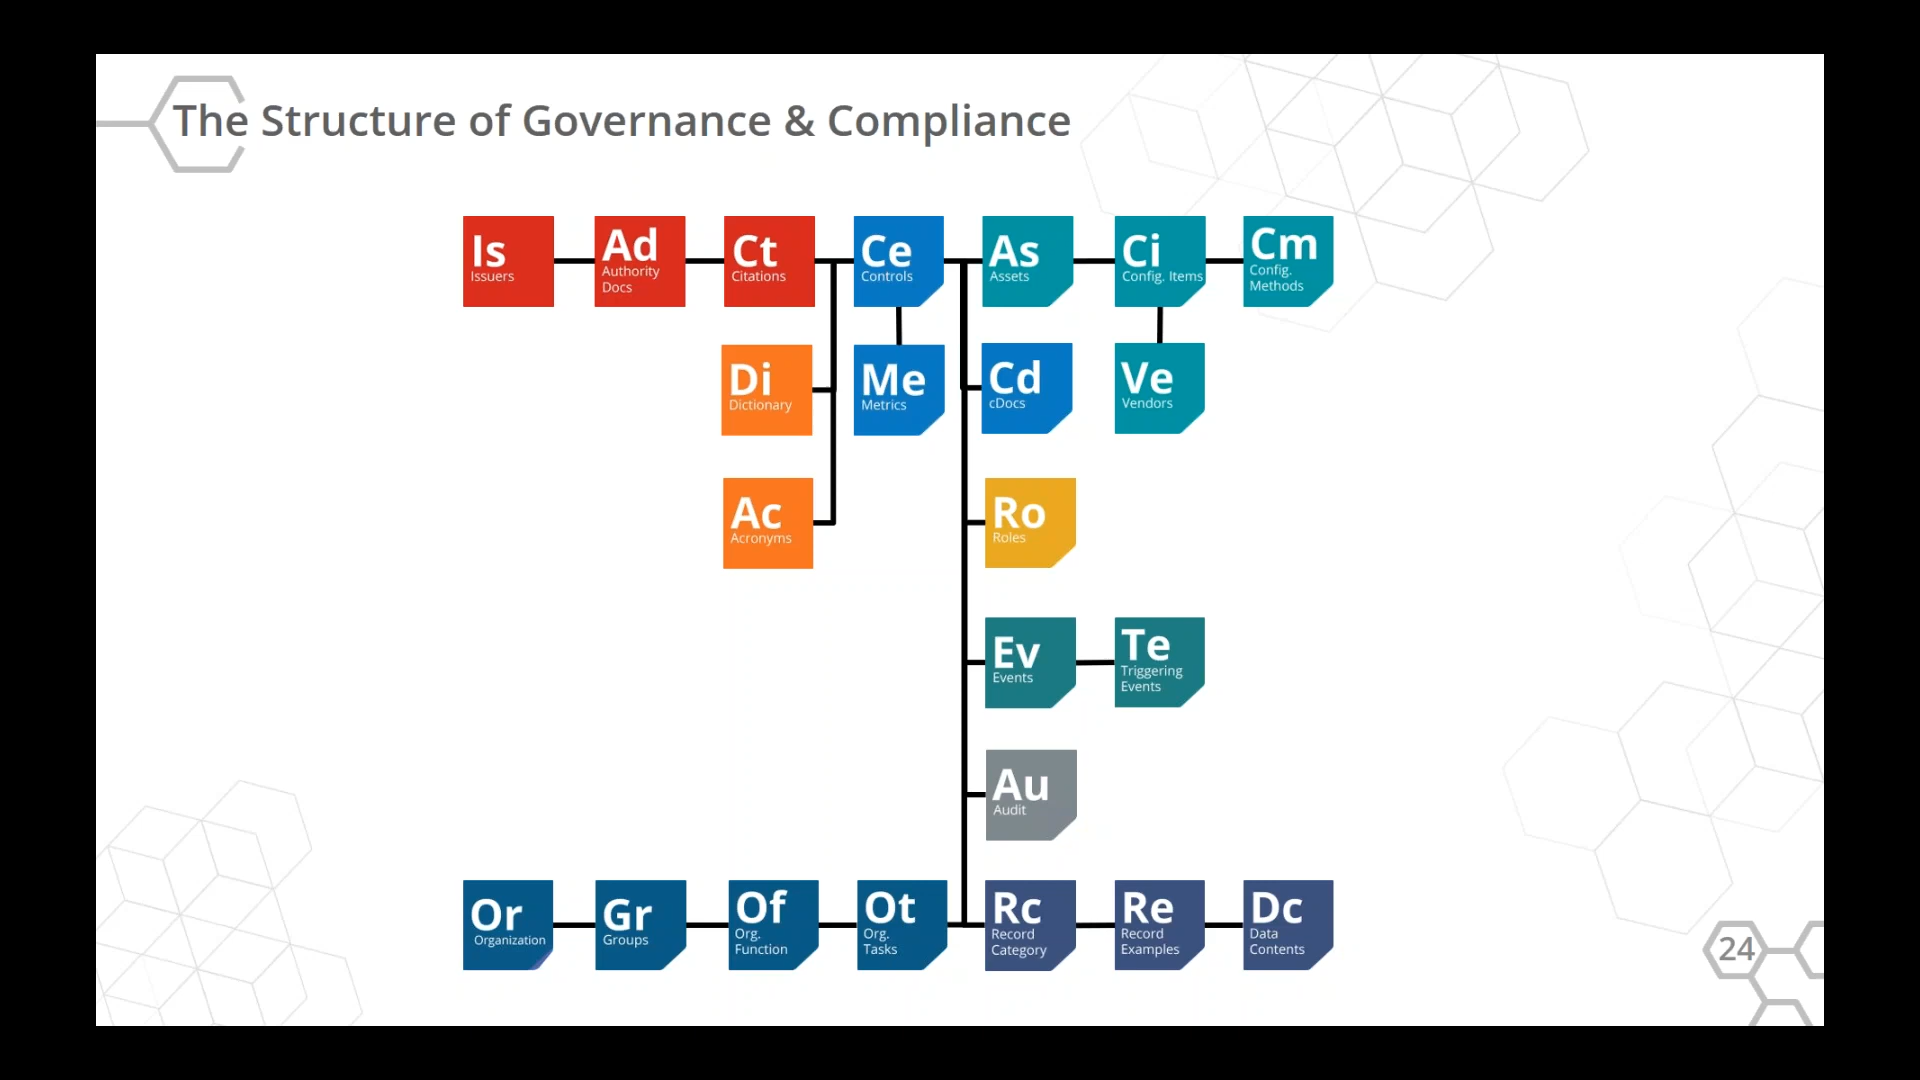 The Structure of Governance & Compliance
Is
Issuers
Ad
Authority
Docs
Ct
Citations
Ce
Controls
As
Assets
Ci
Config. Items
Cm
Config.
Methods
Di
Dictionary
Me
Metrics
Cd
cDocs
Ve
Vendors
Ac
Acronyms
Ro
Roles
Ev
Events
Te
Triggering
Events
Au
Audit
Or
Organization
Gr
Groups
Of
Org.
Function
Ot
Org.
Tasks
Rc
Record
Category
Re
Record
Examples
Dc
Data
Contents
24